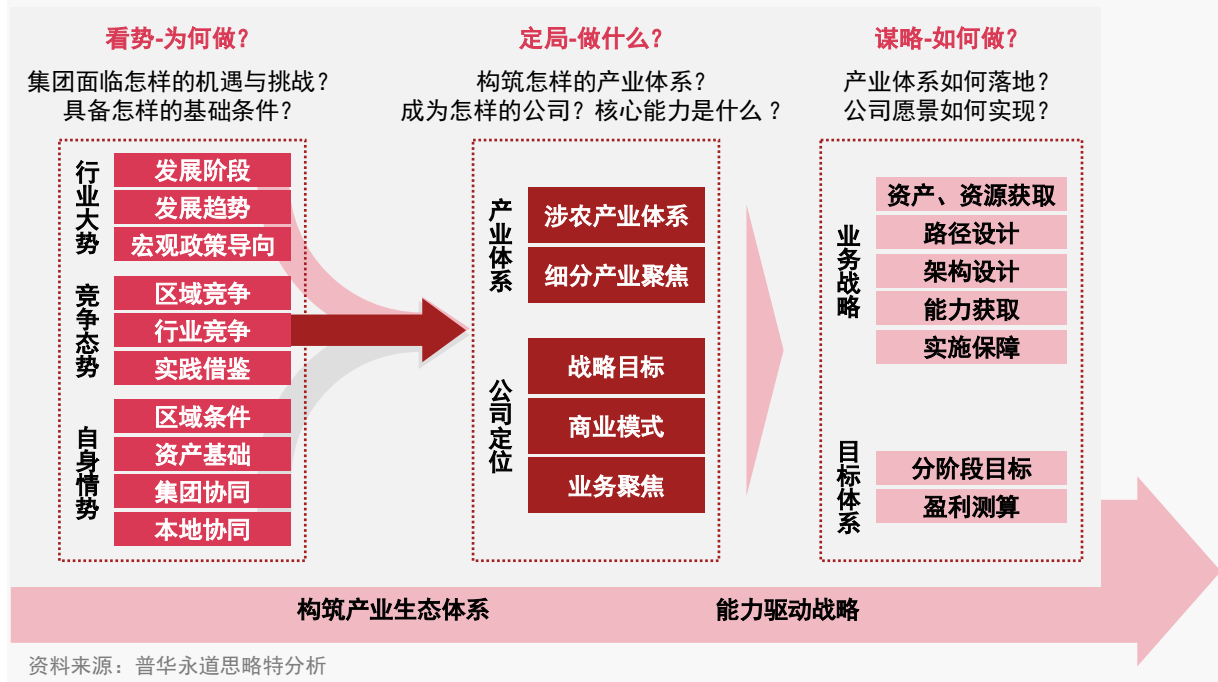 看势-为何做？
集团面临怎样的机遇与挑战？
具备怎样的基础条件？
行业大势
发展阶段
发展趋势
宏观政策导向
竞争态势
区域竞争
行业竞争
实践借鉴
自身情势
区域条件
资产基础
集团协同
本地协同
定局-做什么？
构筑怎样的产业体系？
成为怎样的公司？核心能力是什么？
产业体系
涉农产业体系
细分产业聚焦
公司定位
战略目标
商业模式
业务聚焦
谋略-如何做？
产业体系如何落地？
公司愿景如何实现？
业务战略
资产、资源获取
路径设计
架构设计
能力获取
实施保障
目标体系
分阶段目标
盈利测算
构筑产业生态体系
能力驱动战略
资料来源：普华永道思略特分析